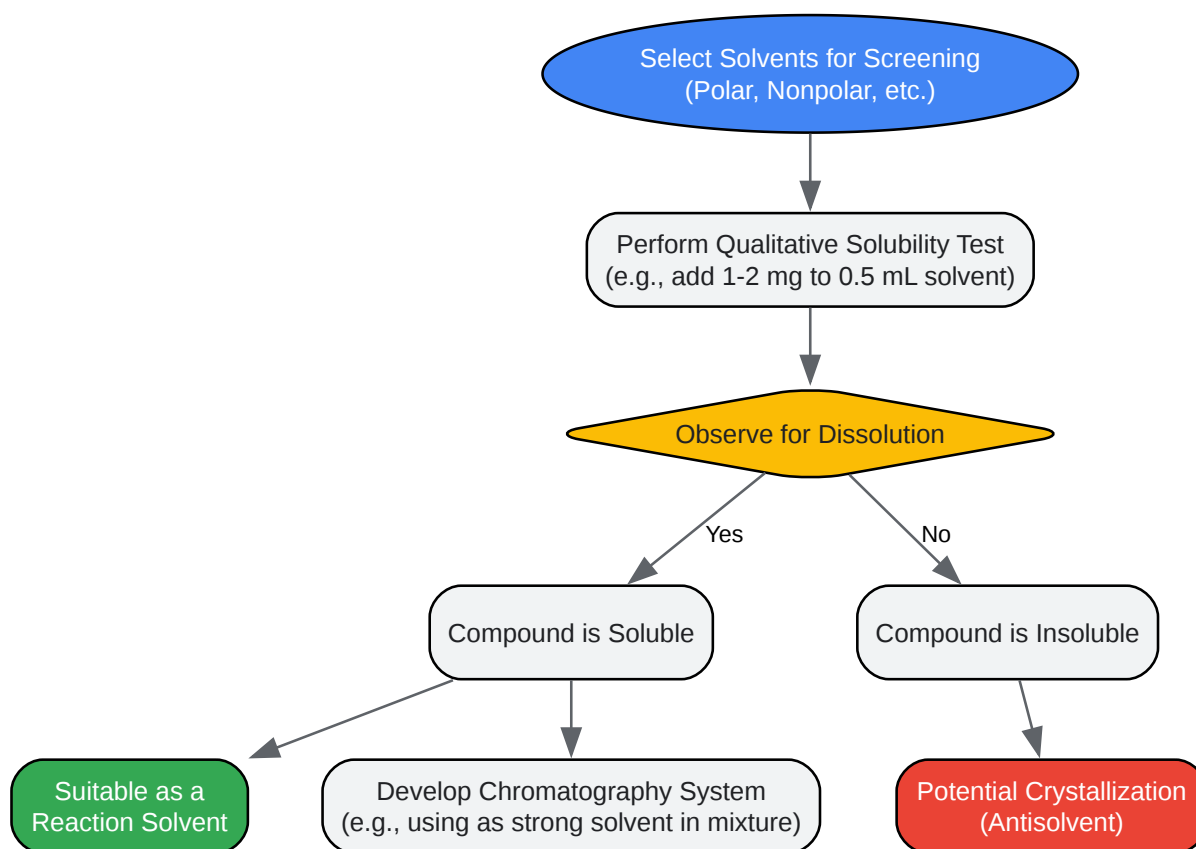 Select Solvents for Screening
(Polar, Nonpolar, etc.)
Perform Qualitative Solubility Test
(e.g., add 1-2 mg to 0.5 mL solvent)
Observe for Dissolution
Yes
No
Compound is Soluble
Compound is Insoluble
Suitable as a
Reaction Solvent
Develop Chromatography System
(e.g., using as strong solvent in mixture)
Potential Crystallization
(Antisolvent)